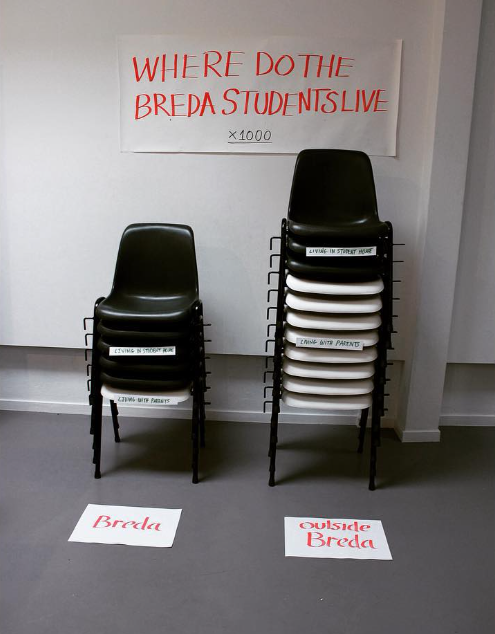 WHERE DO THE
BREDA STUDENTS LIVE
x1000
LIVING IN STUDENT HOME
LIVING IN STUDENT HOME
LIVING WITH PARENTS
LIVING WITH PARENTS
Breda
outside
Breda